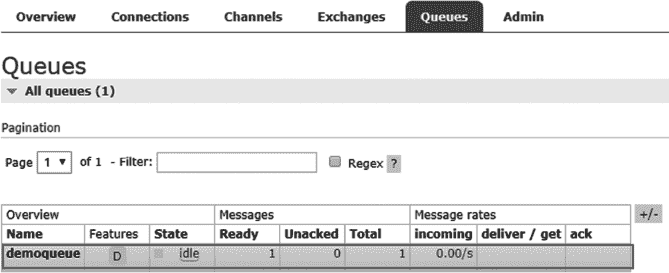 Overview Connections Channels Exchanges Queues Admin
Queues
All queues (1)
Pagination
Page 1 of 1 - Filter: Regex ?
Overview Messages Message rates +/-
Name Features State Ready Unacked Total incoming deliver / get ack
demoqueue D idle 1 0 1 0.00/s